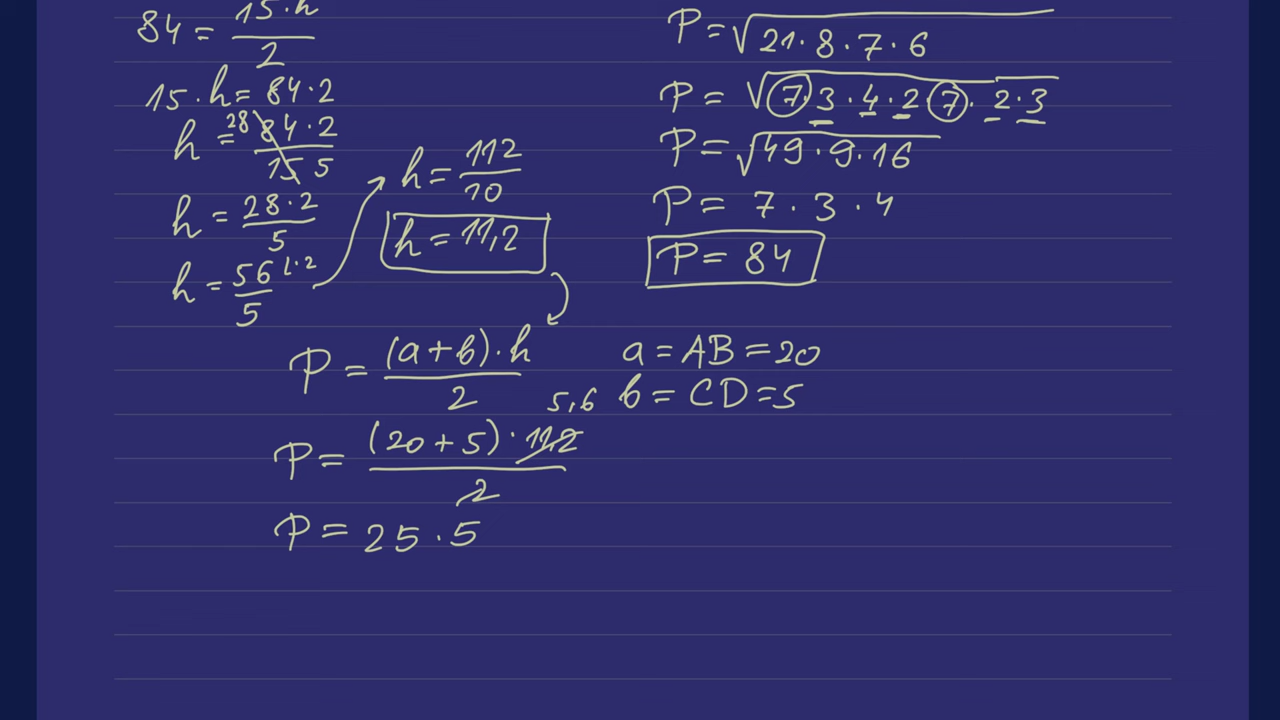 84 = 15 · h / 2
15 · h = 84 · 2
h = 28 84 · 2 / 15 5
h = 28 · 2 / 5
h = 56 / 5 | · 2
h = 112 / 10
h = 11,2
P = √21 · 8 · 7 · 6
P = √7 · 3 · 4 · 2 · 7 · 2 · 3
P = √49 · 9 · 16
P = 7 · 3 · 4
P = 84
P = (a + b) · h / 2
a = AB = 20
b = CD = 5
P = (20 + 5) · 11,2 5,6 / 2
P = 25 · 5